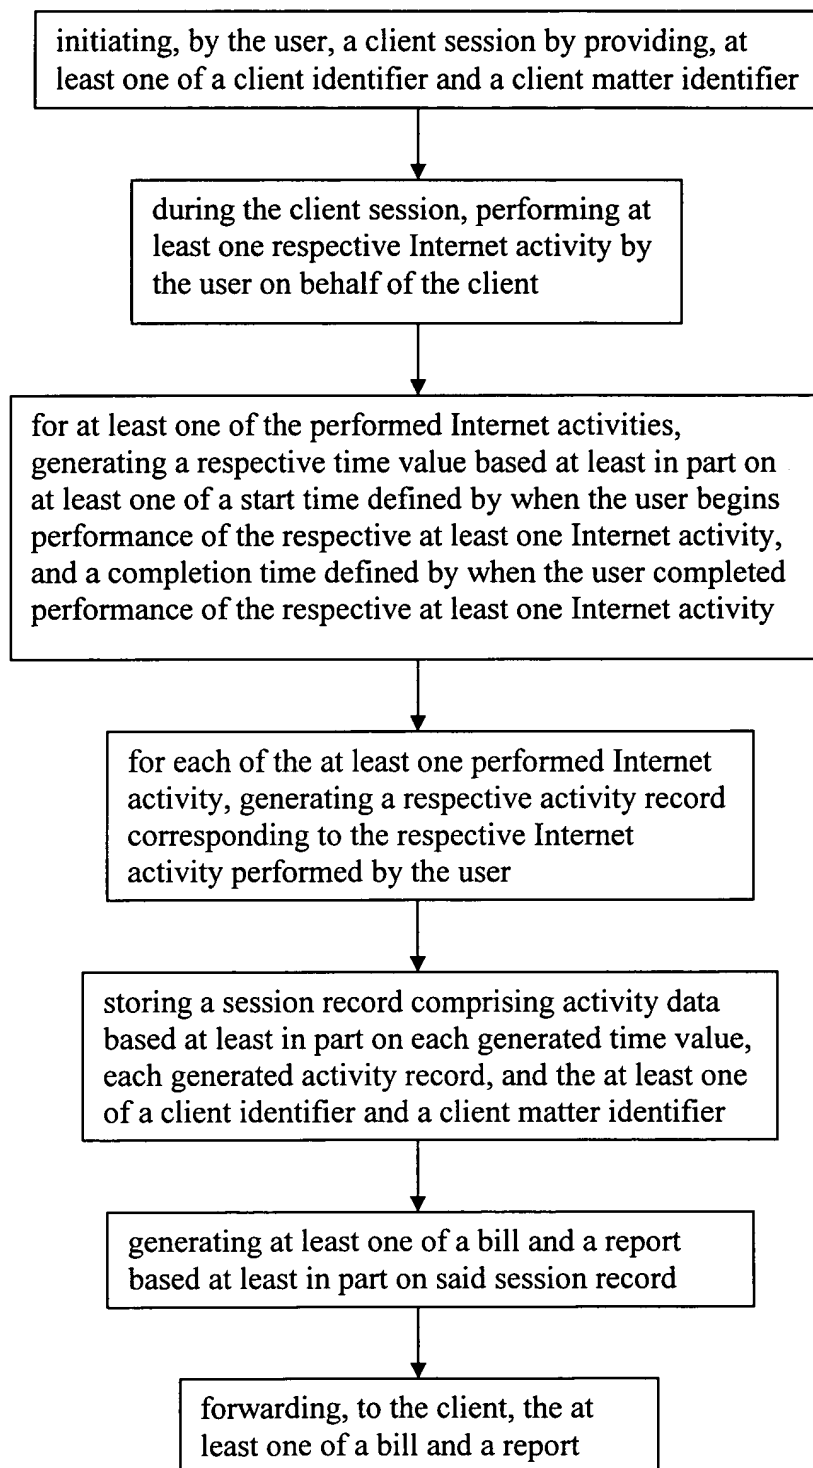 initiating, by the user, a client session by providing, at
least one of a client identifier and a client matter identifier
during the client session, performing at
least one respective Internet activity by
the user on behalf of the client
for at least one of the performed Internet activities,
generating a respective time value based at least in part on
at least one of a start time defined by when the user begins
performance of the respective at least one Internet activity,
and a completion time defined by when the user completed
performance of the respective at least one Internet activity
for each of the at least one performed Internet
activity, generating a respective activity record
corresponding to the respective Internet
activity performed by the user
storing a session record comprising activity data
based at least in part on each generated time value,
each generated activity record, and the at least one
of a client identifier and a client matter identifier
generating at least one of a bill and a report
based at least in part on said session record
forwarding, to the client, the at
least one of a bill and a report